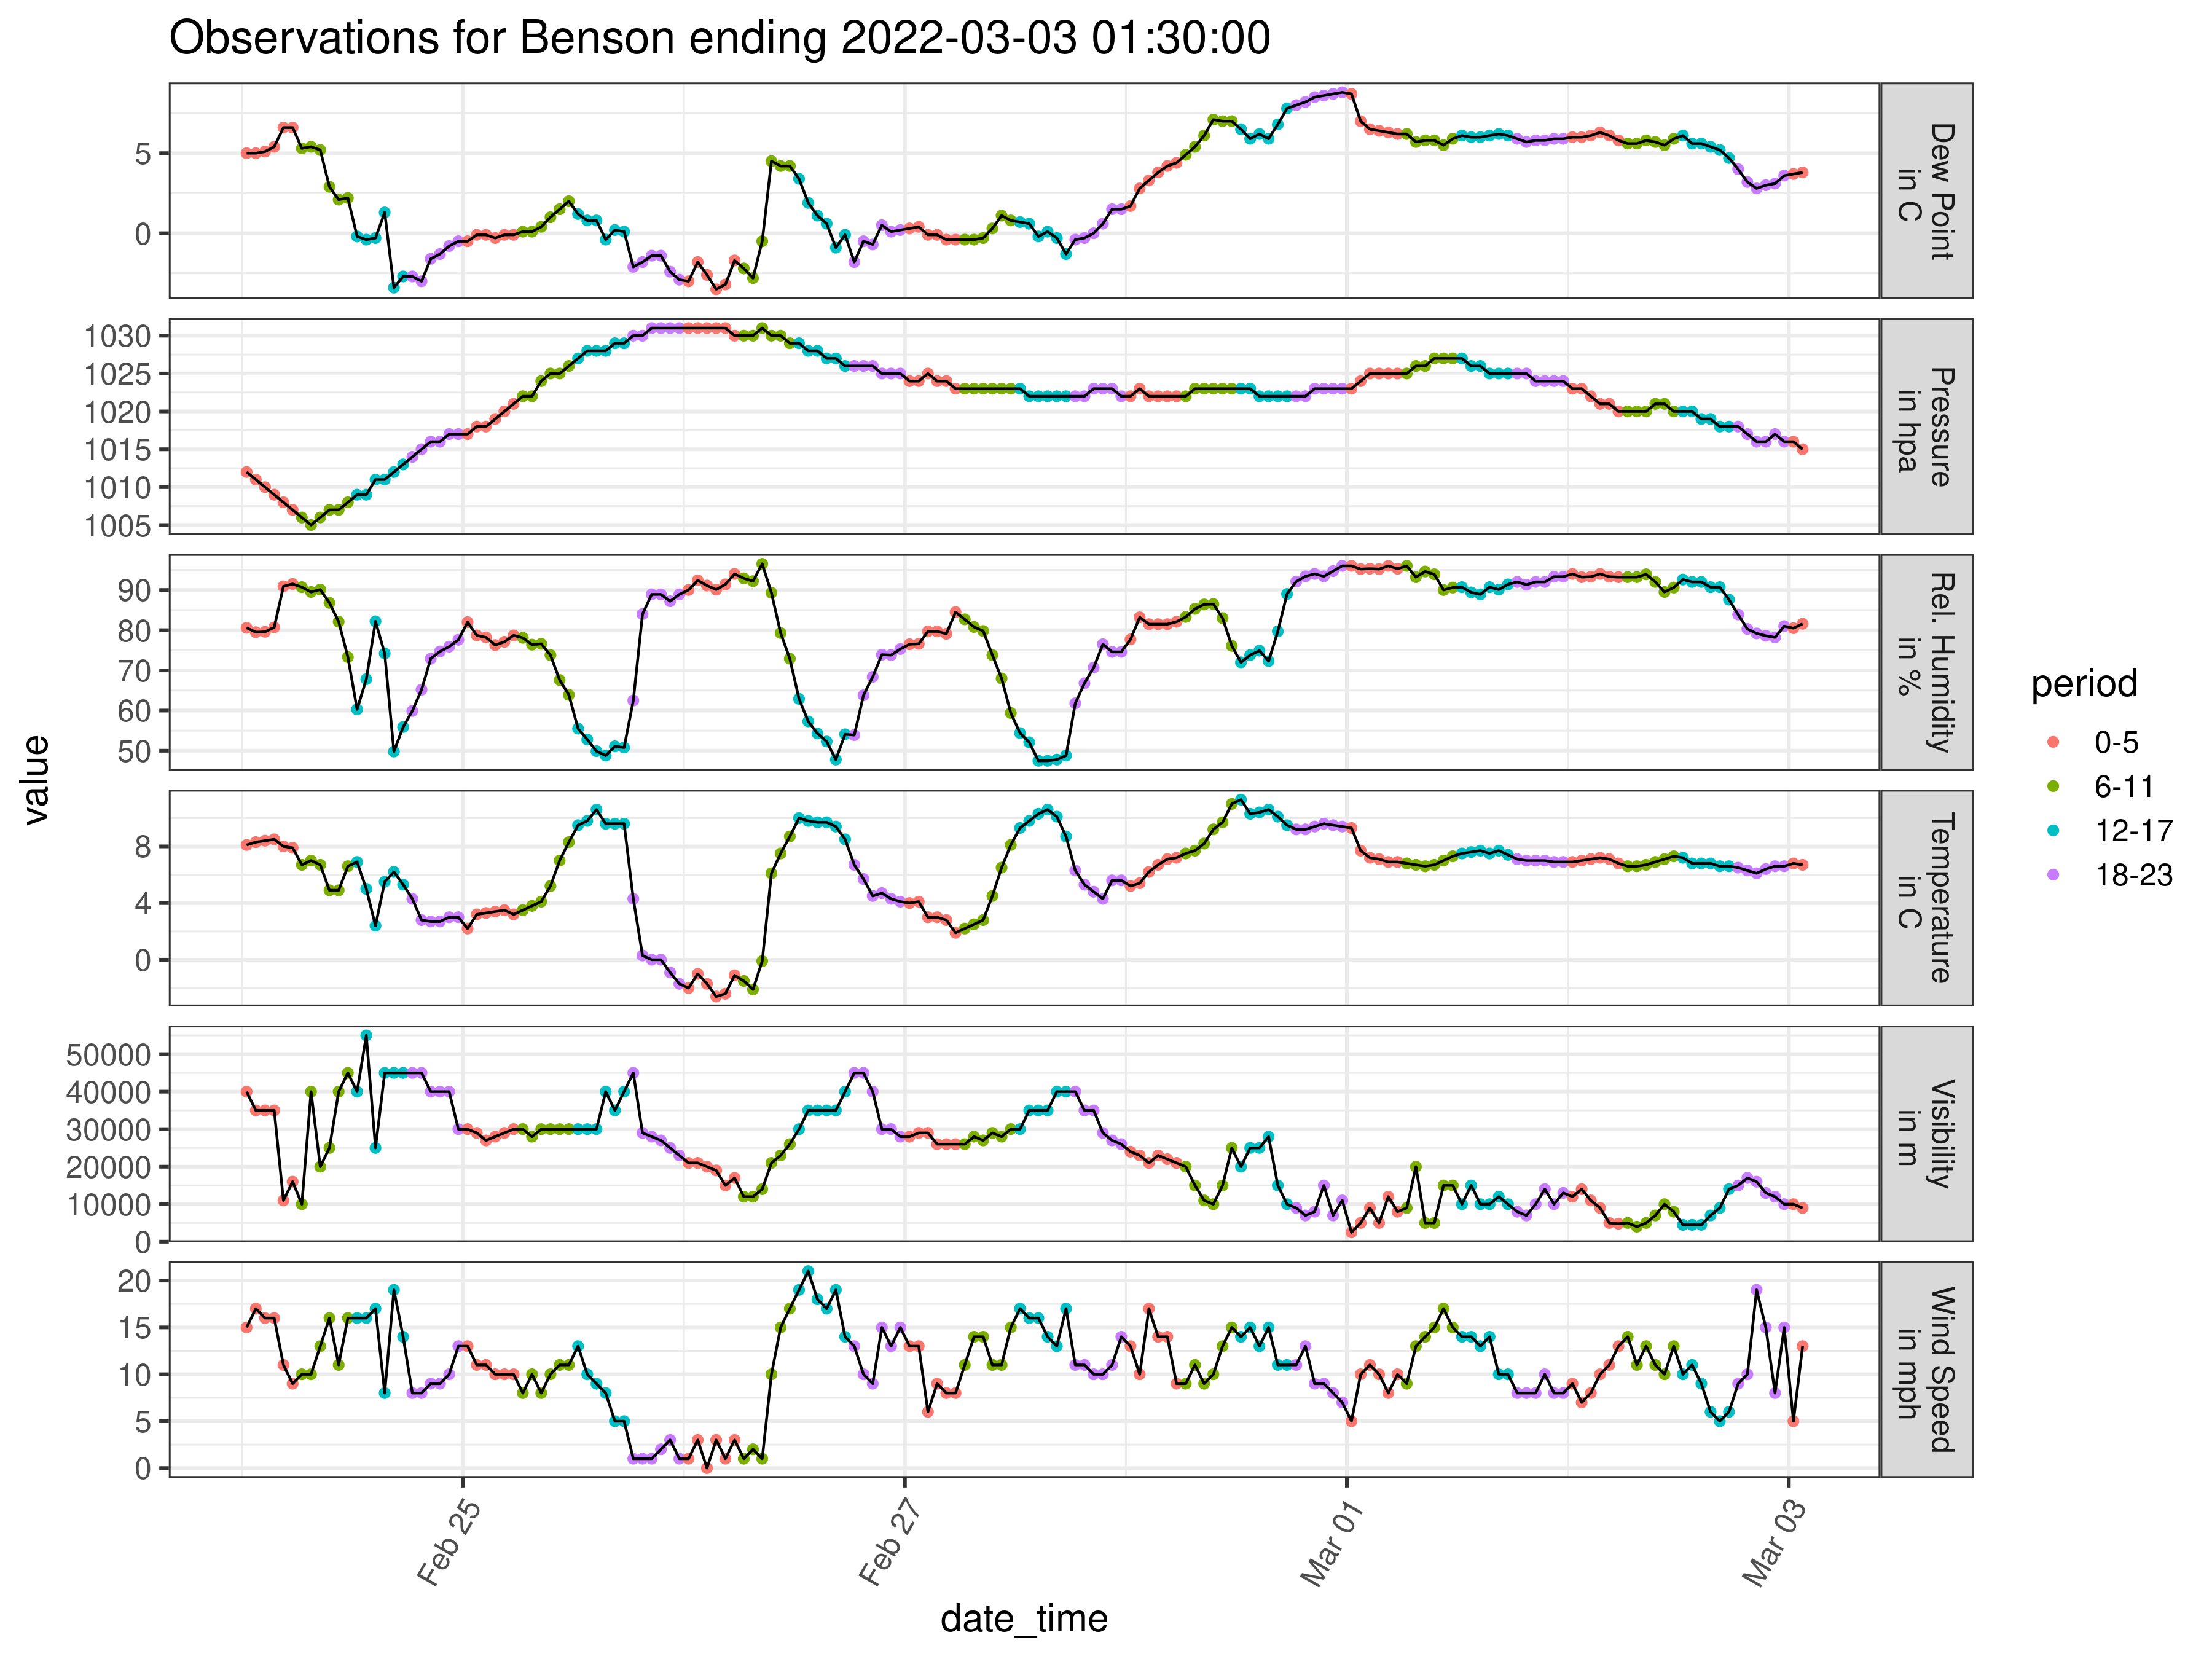 Observations for Benson ending 2022-03-03 01:30:00
value
5
0
Dew Point
in C
1030
1025
1020
1015
1010
1005
Pressure
in hpa
90
80
70
60
50
Rel. Humidity
in %
8
4
0
Temperature
in C
50000
40000
30000
20000
10000
0
Visibility
in m
20
15
10
5
0
Wind Speed
in mph
Feb 25
Feb 27
Mar 01
Mar 03
date_time
period
0-5
6-11
12-17
18-23